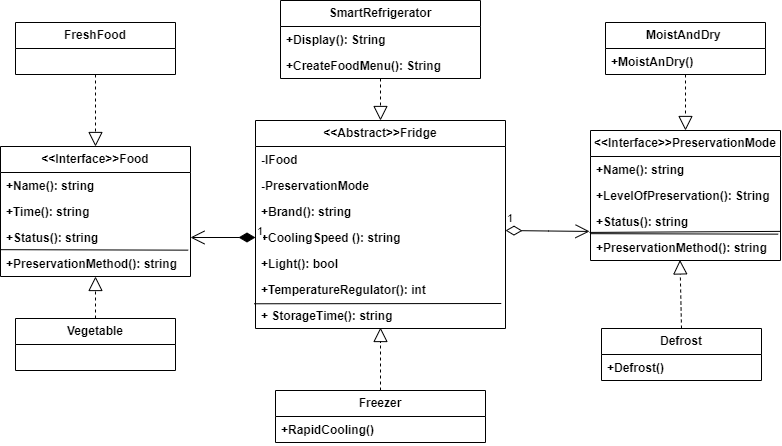 FreshFood
SmartRefrigerator
+Display(): String
+CreateFoodMenu(): String
MoistAndDry
+MoistAnDry()
<<Interface>>Food
+Name(): string
+Time(): string
+Status(): string
+PreservationMethod(): string
<<Abstract>>Fridge
-IFood
-PreservationMode
+Brand(): string
+CoolingSpeed (): string
+Light(): bool
+TemperatureRegulator(): int
+ StorageTime(): string
1
1
<<Interface>>PreservationMode
+Name(): string
+LevelOfPreservation(): String
+Status(): string
+PreservationMethod(): string
Vegetable
Freezer
+RapidCooling()
Defrost
+Defrost()